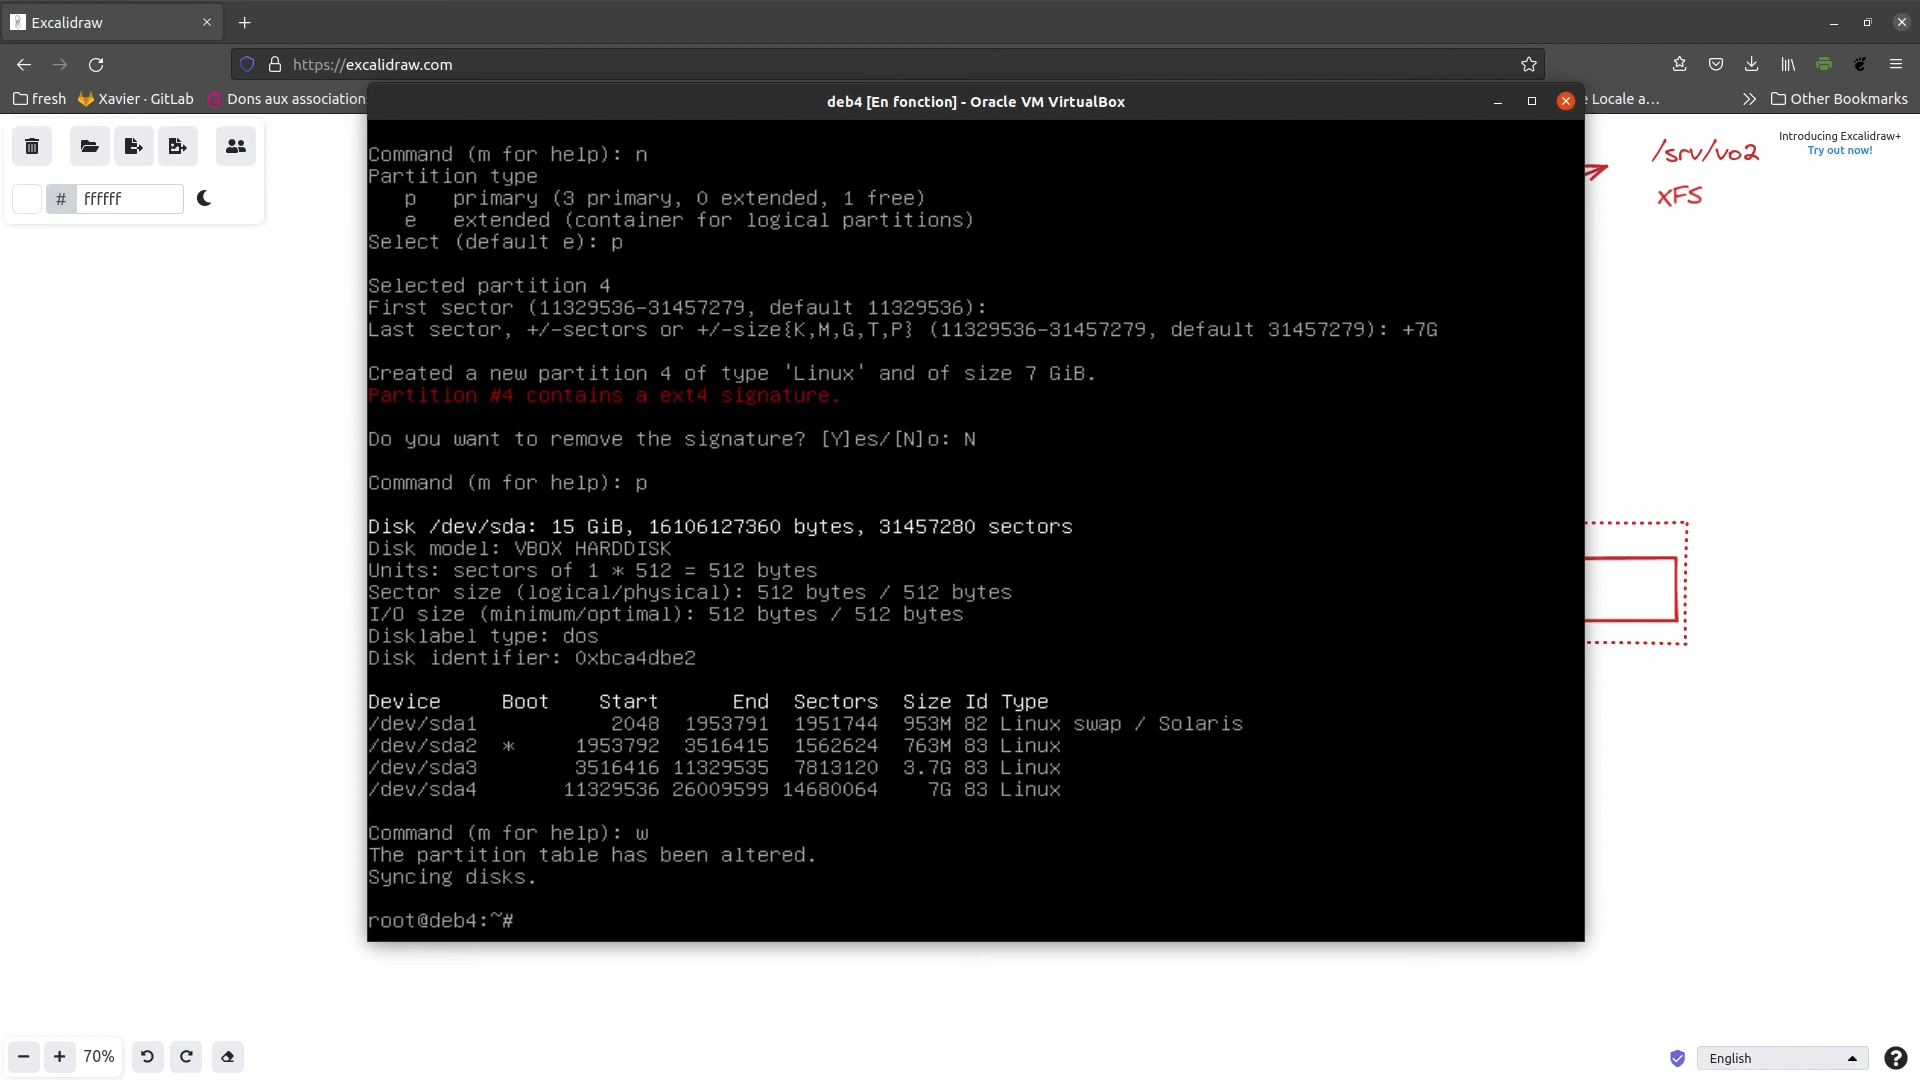 Excalidraw
https://excalidraw.com
fresh
Xavier · GitLab
Dons aux association
e Locale a…
Other Bookmarks
deb4 [En fonction] - Oracle VM VirtualBox
# ffffff
Introducing Excalidraw+
Try out now!
/srv/vo2
XFS
Command (m for help): n
Partition type
p primary (3 primary, 0 extended, 1 free)
e extended (container for logical partitions)
Select (default e): p
Selected partition 4
First sector (11329536-31457279, default 11329536):
Last sector, +/-sectors or +/-size{K,M,G,T,P} (11329536-31457279, default 31457279): +7G
Created a new partition 4 of type 'Linux' and of size 7 GiB.
Partition #4 contains a ext4 signature.
Do you want to remove the signature? [Y]es/[N]o: N
Command (m for help): p
Disk /dev/sda: 15 GiB, 16106127360 bytes, 31457280 sectors
Disk model: VBOX HARDDISK
Units: sectors of 1 * 512 = 512 bytes
Sector size (logical/physical): 512 bytes / 512 bytes
I/O size (minimum/optimal): 512 bytes / 512 bytes
Disklabel type: dos
Disk identifier: 0xbca4dbe2
Device Boot Start End Sectors Size Id Type
/dev/sda1 2048 1953791 1951744 953M 82 Linux swap / Solaris
/dev/sda2 * 1953792 3516415 1562624 763M 83 Linux
/dev/sda3 3516416 11329535 7813120 3.7G 83 Linux
/dev/sda4 11329536 26009599 14680064 7G 83 Linux
Command (m for help): w
The partition table has been altered.
Syncing disks.
root@deb4:~#
70%
English